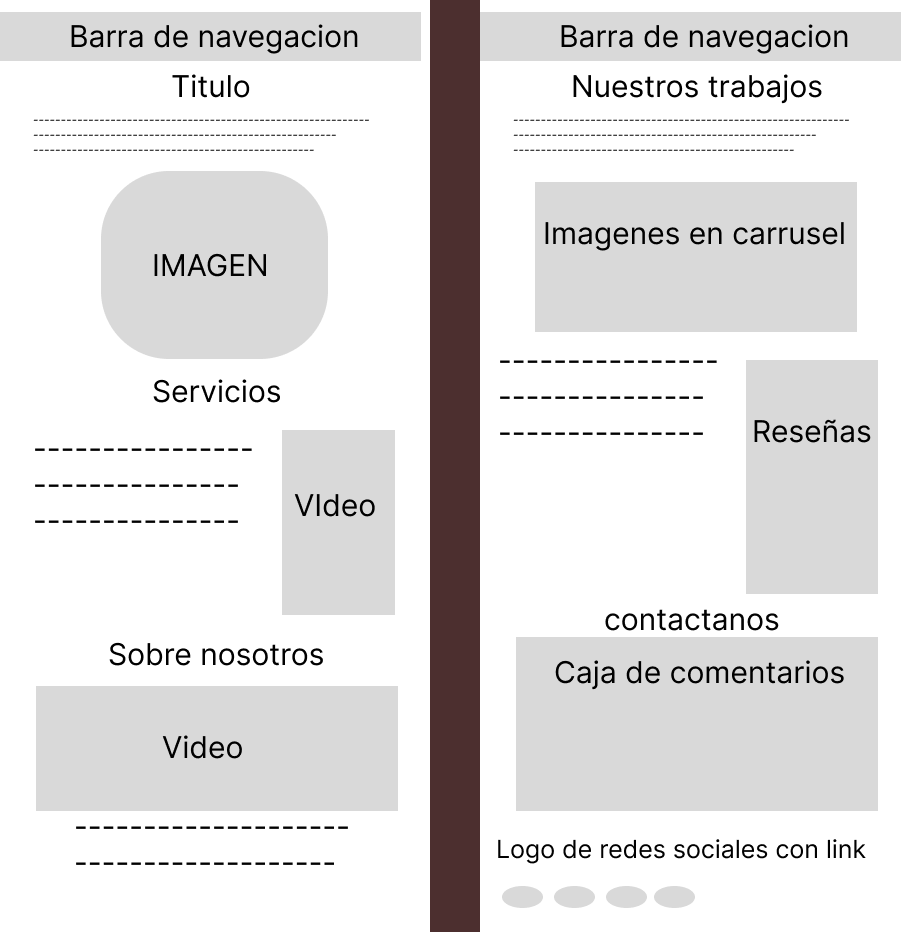 Barra de navegacion
Titulo
IMAGEN
Servicios
VIdeo
Sobre nosotros
Video
Barra de navegacion
Nuestros trabajos
Imagenes en carrusel
Reseñas
contactanos
Caja de comentarios
Logo de redes sociales con link